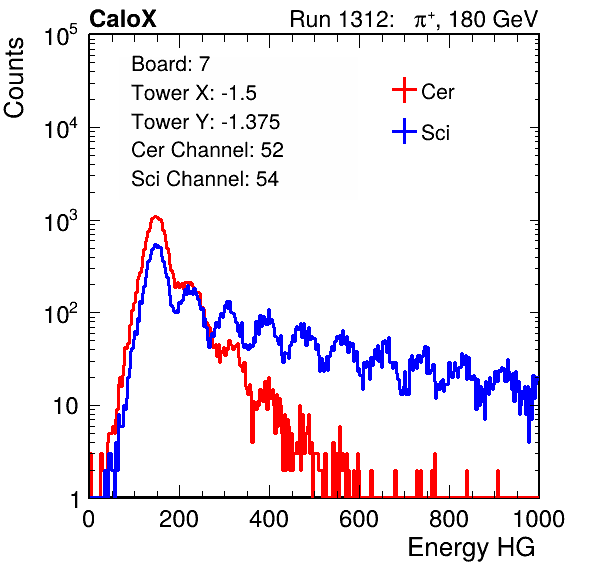 CaloX Run 1312: π⁺, 180 GeV
Counts
10⁵
10⁴
10³
10²
10
1
Board: 7
Tower X: -1.5
Tower Y: -1.375
Cer Channel: 52
Sci Channel: 54
Cer
Sci
0 200 400 600 800 1000
Energy HG